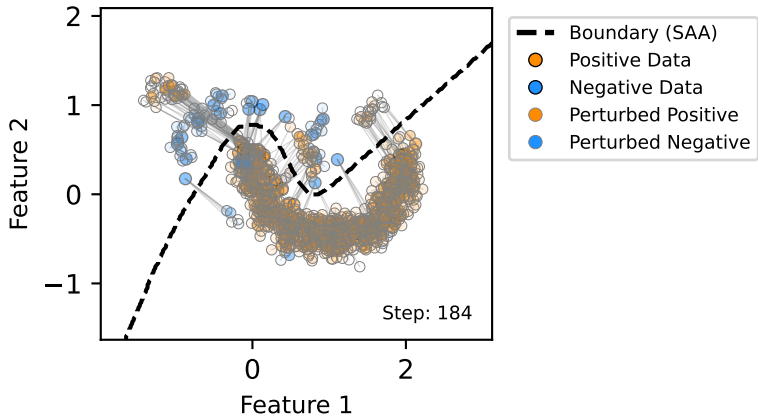 2
1
0
−1
Feature 2
0
2
Feature 1
Step: 184
Boundary (SAA)
Positive Data
Negative Data
Perturbed Positive
Perturbed Negative